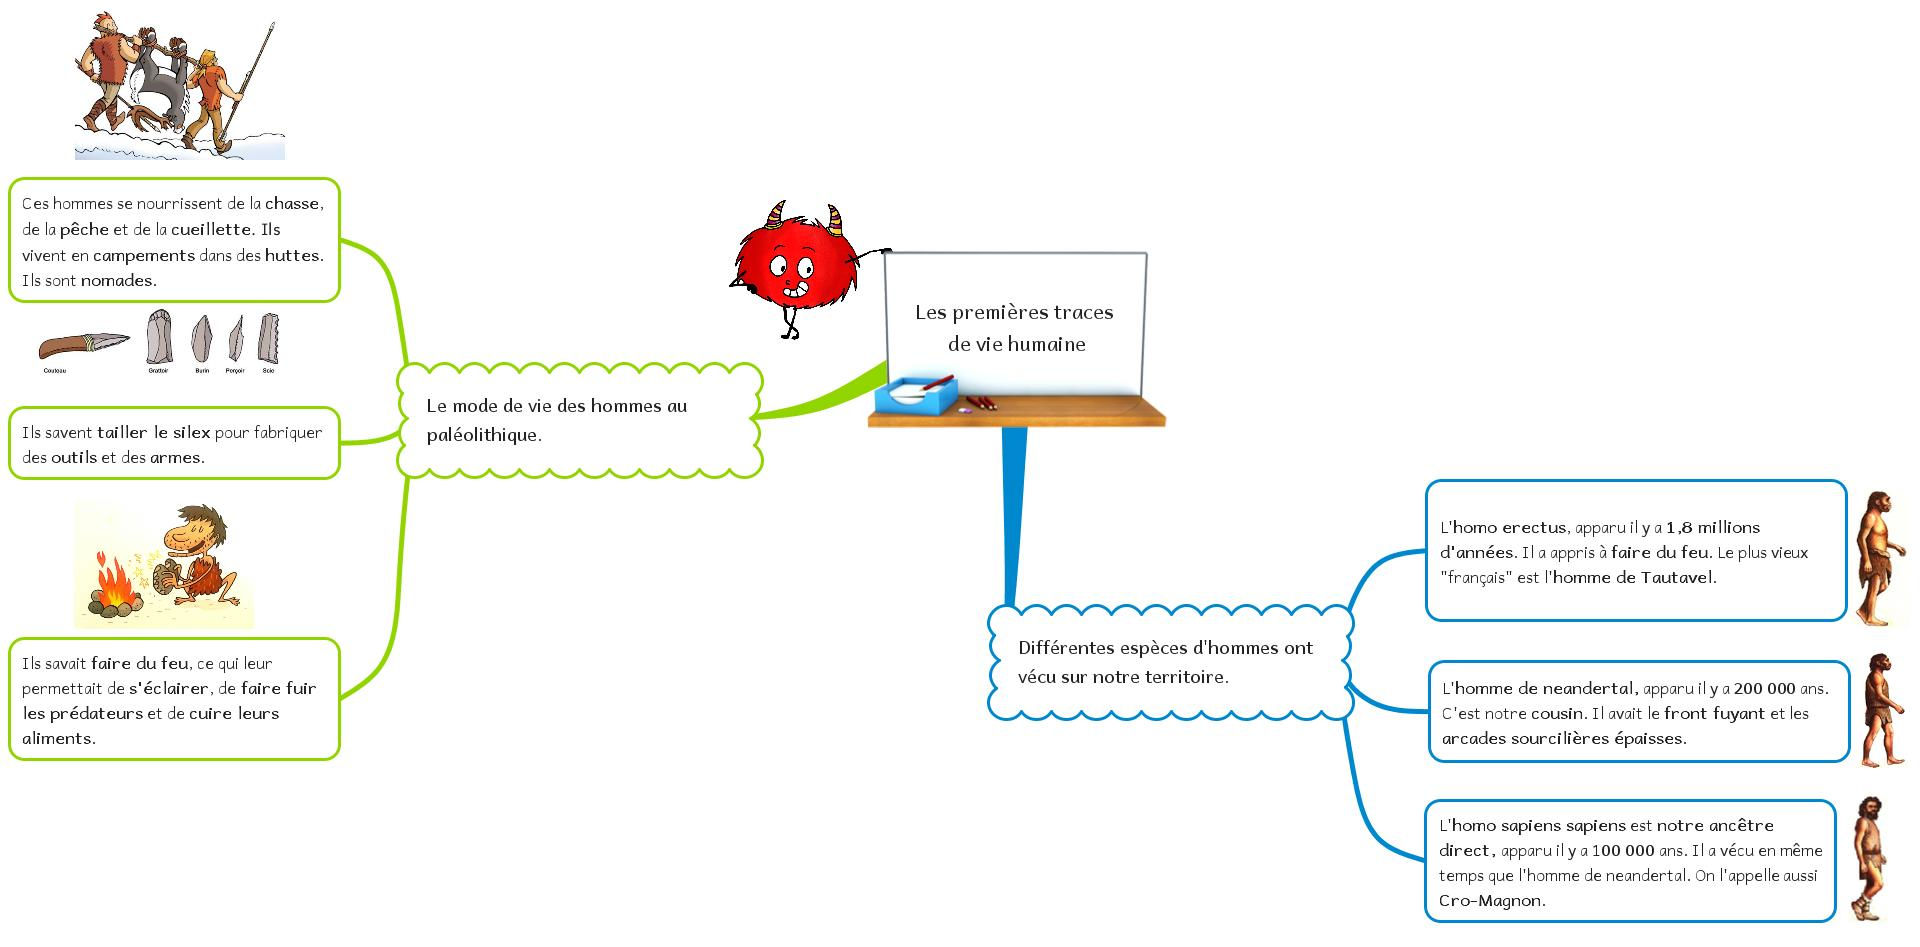 Les premières traces
de vie humaine
Le mode de vie des hommes au
paléolithique.
Ces hommes se nourrissent de la chasse,
de la pêche et de la cueillette. Ils
vivent en campements dans des huttes.
Ils sont nomades.
Couteau
Grattoir
Burin
Perçoir
Scie
Ils savent tailler le silex pour fabriquer
des outils et des armes.
Ils savait faire du feu, ce qui leur
permettait de s'éclairer, de faire fuir
les prédateurs et de cuire leurs
aliments.
Différentes espèces d'hommes ont
vécu sur notre territoire.
L'homo erectus, apparu il y a 1,8 millions
d'années. Il a appris à faire du feu. Le plus vieux
"français" est l'homme de Tautavel.
L'homme de neandertal, apparu il y a 200 000 ans.
C'est notre cousin. Il avait le front fuyant et les
arcades sourcilières épaisses.
L'homo sapiens sapiens est notre ancêtre
direct, apparu il y a 100 000 ans. Il a vécu en même
temps que l'homme de neandertal. On l'appelle aussi
Cro-Magnon.